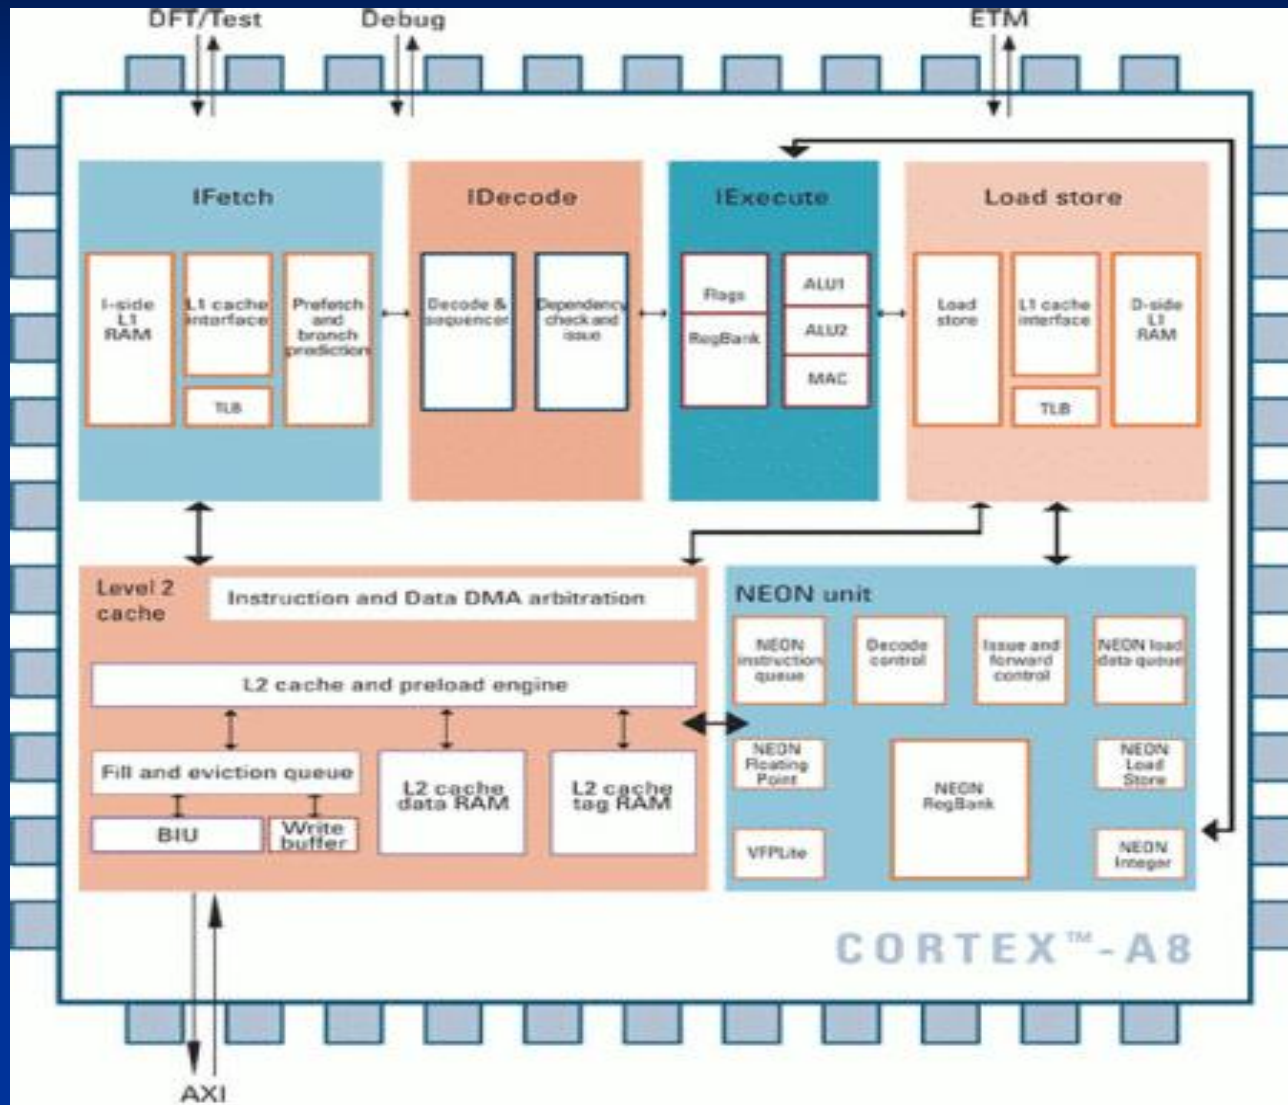 DFT/Test
Debug
ETM
IFetch
I-side
L1
RAM
L1 cache
interface
TLB
Prefetch
and
branch
prediction
IDecode
Decode &
sequencer
Dependency
check and
issue
IExecute
Flags
RegBank
ALU1
ALU2
MAC
Load store
Load
store
L1 cache
interface
TLB
D-side
L1
RAM
Level 2
cache
Instruction and Data DMA arbitration
L2 cache and preload engine
Fill and eviction queue
BIU
Write
buffer
L2 cache
data RAM
L2 cache
tag RAM
NEON unit
NEON
instruction
queue
Decode
control
Issue and
forward
control
NEON load
data queue
NEON
Floating
Point
NEON
RegBank
NEON
Load
Store
VFPLite
NEON
Integer
CORTEX™-A8
AXI